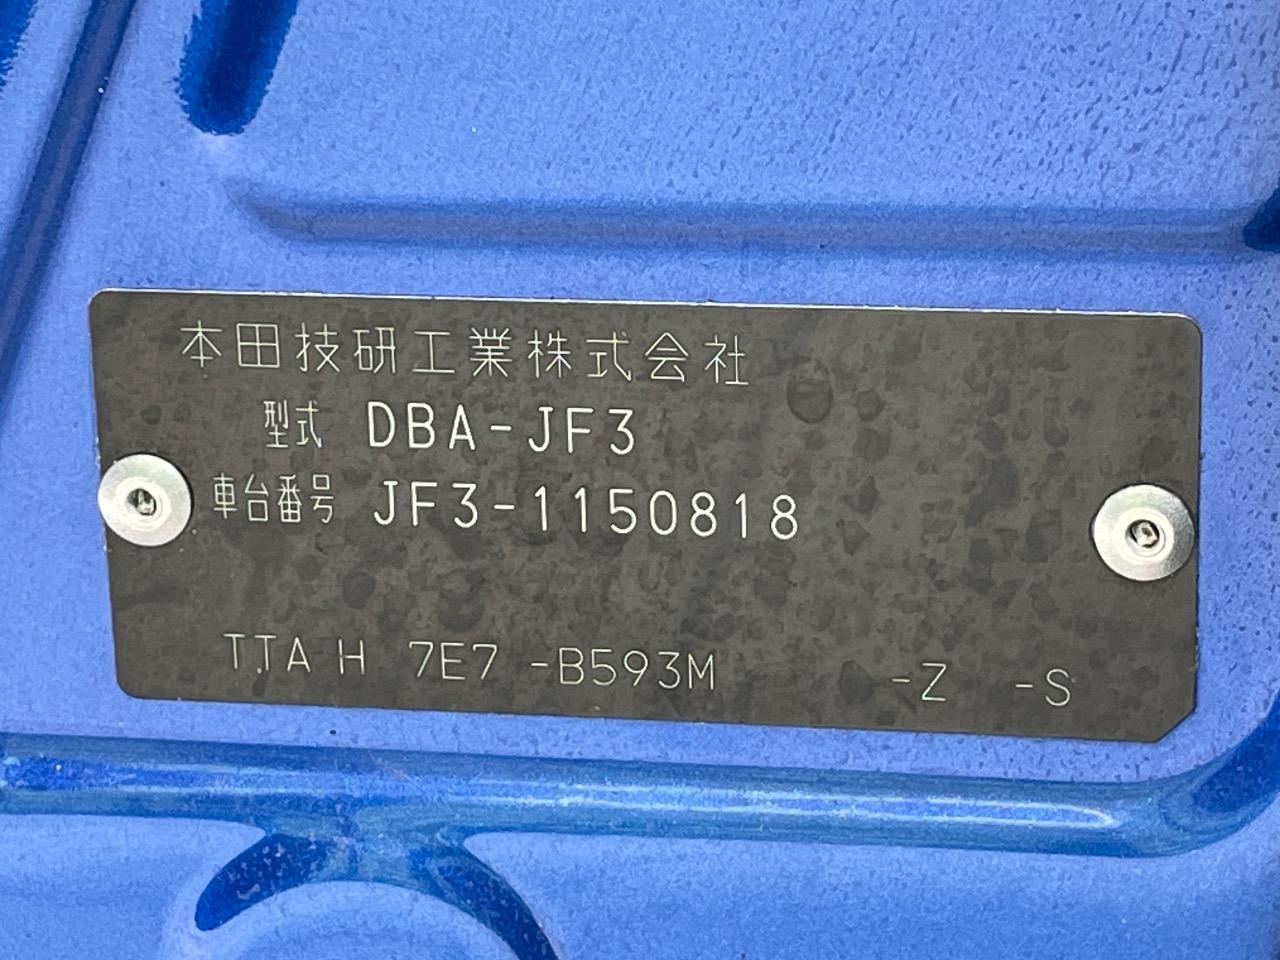 本田技研工業株式会社
型式 DBA-JF3
車台番号 JF3-1150818
TTA H 7E7 -B593M -Z -S